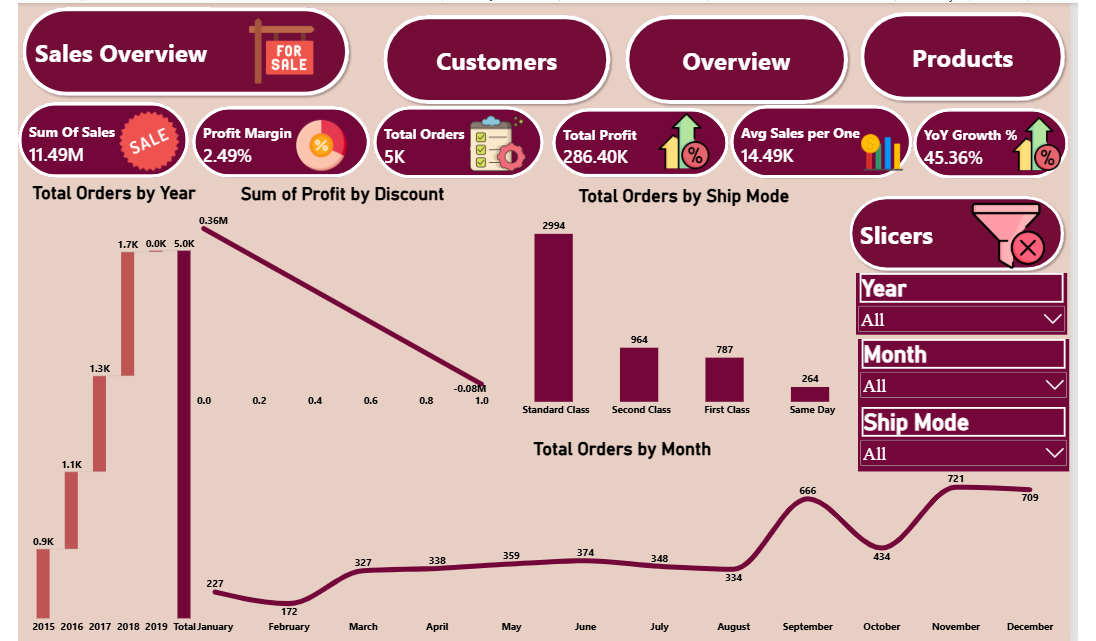 Sales Overview
FOR
SALE
Customers
Overview
Products
Sum Of Sales
11.49M
SALE
Profit Margin
2.49%
%
Total Orders
5K
Total Profit
286.40K
%
Avg Sales per One
14.49K
$
YoY Growth %
45.36%
%
Total Orders by Year
0.9K
1.1K
1.3K
1.7K
0.0K
5.0K
2015
2016
2017
2018
2019
Total
Sum of Profit by Discount
0.36M
-0.08M
0.0
0.2
0.4
0.6
0.8
1.0
Total Orders by Ship Mode
2994
964
787
264
Standard Class
Second Class
First Class
Same Day
Slicers
Year
All
Month
All
Ship Mode
All
Total Orders by Month
227
172
327
338
359
374
348
334
666
434
721
709
January
February
March
April
May
June
July
August
September
October
November
December